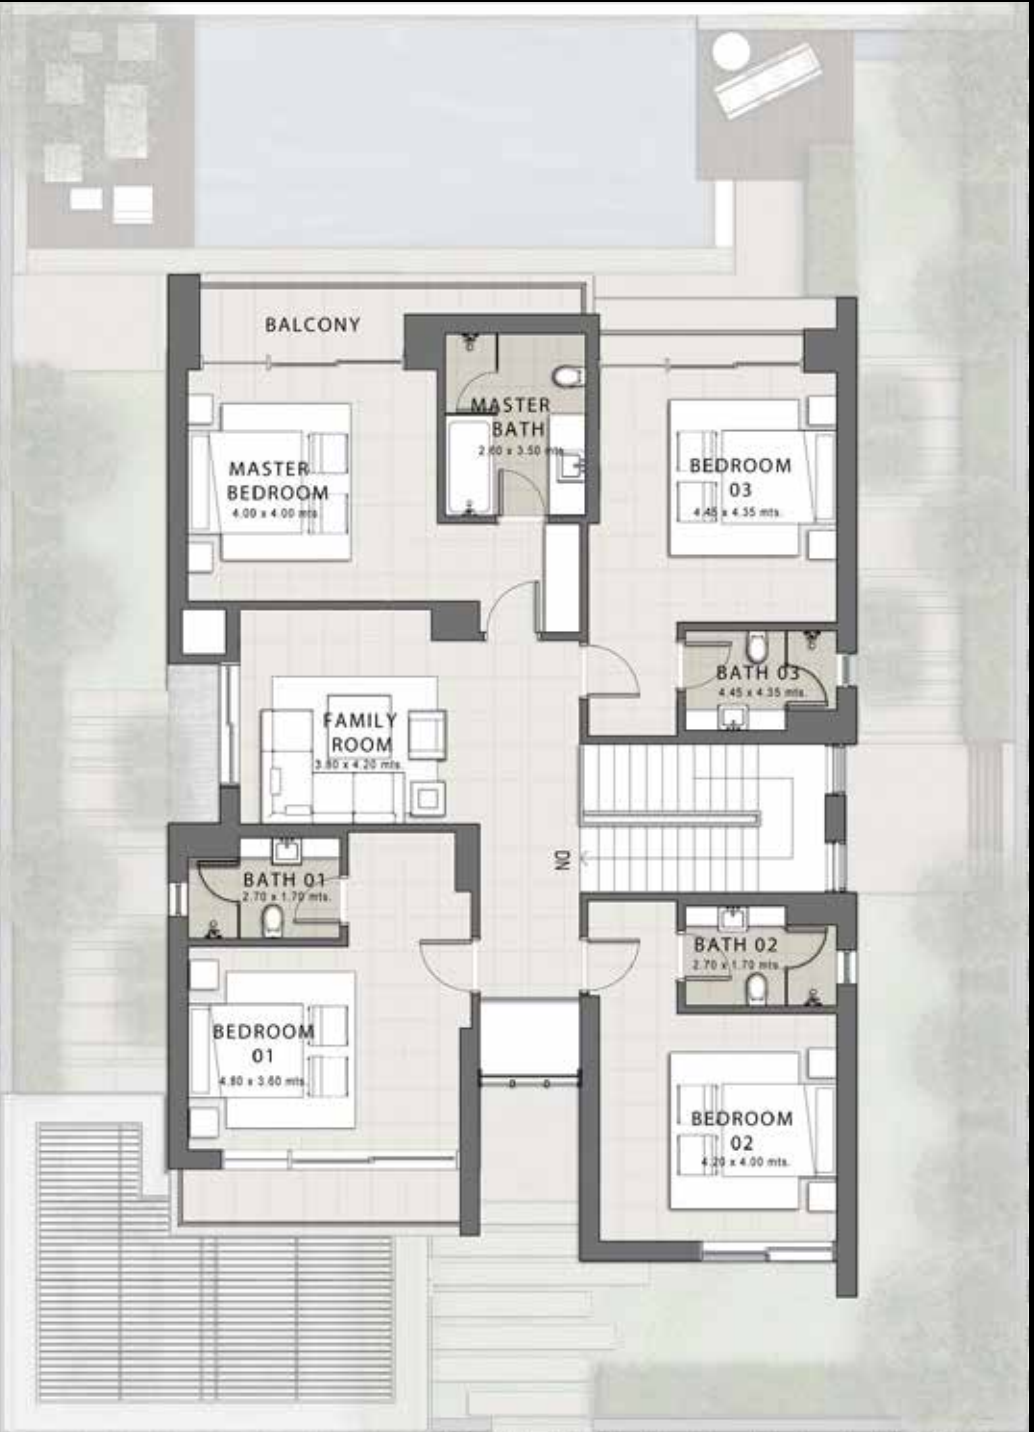 BALCONY
MASTER
BATH
2.60 x 3.50 mts.
MASTER
BEDROOM
4.00 x 4.00 mts.
BEDROOM
03
4.45 x 4.35 mts.
BATH 03
4.45 x 4.35 mts.
FAMILY
ROOM
3.80 x 4.20 mts.
DN
BATH 01
2.70 x 1.70 mts.
BATH 02
2.70 x 1.70 mts.
BEDROOM
01
4.80 x 3.60 mts.
BEDROOM
02
4.20 x 4.00 mts.